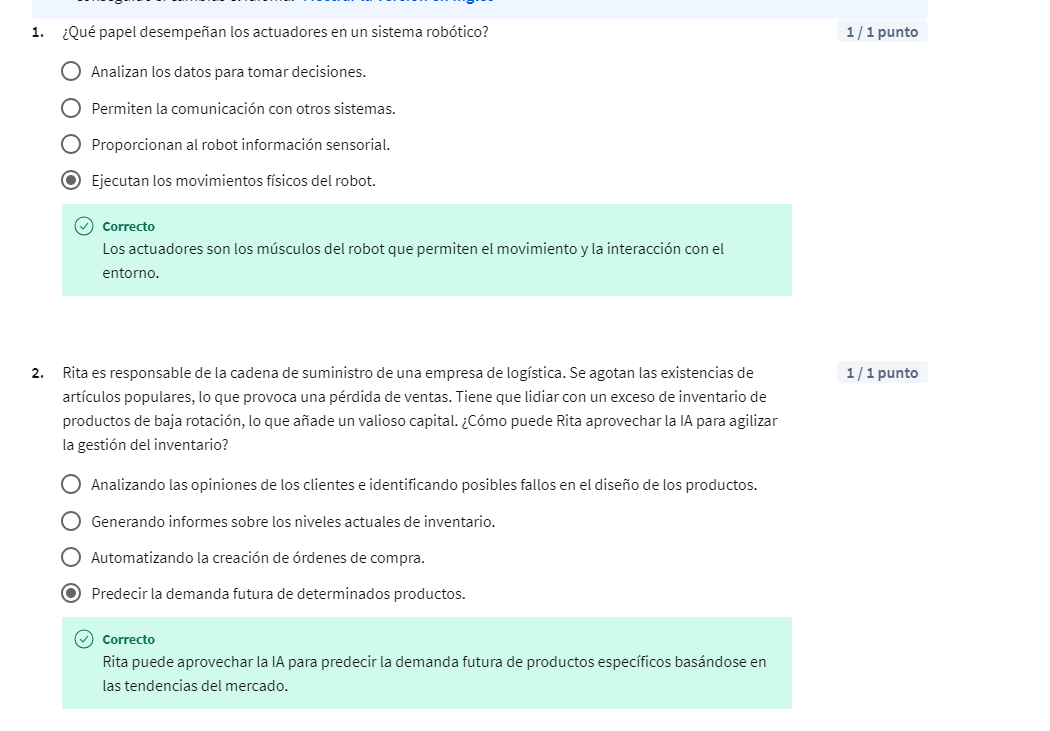 1. ¿Qué papel desempeñan los actuadores en un sistema robótico? 1 / 1 punto
Analizan los datos para tomar decisiones.
Permiten la comunicación con otros sistemas.
Proporcionan al robot información sensorial.
Ejecutan los movimientos físicos del robot.
Correcto
Los actuadores son los músculos del robot que permiten el movimiento y la interacción con el
entorno.
2. Rita es responsable de la cadena de suministro de una empresa de logística. Se agotan las existencias de 1 / 1 punto
artículos populares, lo que provoca una pérdida de ventas. Tiene que lidiar con un exceso de inventario de
productos de baja rotación, lo que añade un valioso capital. ¿Cómo puede Rita aprovechar la IA para agilizar
la gestión del inventario?
Analizando las opiniones de los clientes e identificando posibles fallos en el diseño de los productos.
Generando informes sobre los niveles actuales de inventario.
Automatizando la creación de órdenes de compra.
Predecir la demanda futura de determinados productos.
Correcto
Rita puede aprovechar la IA para predecir la demanda futura de productos específicos basándose en
las tendencias del mercado.